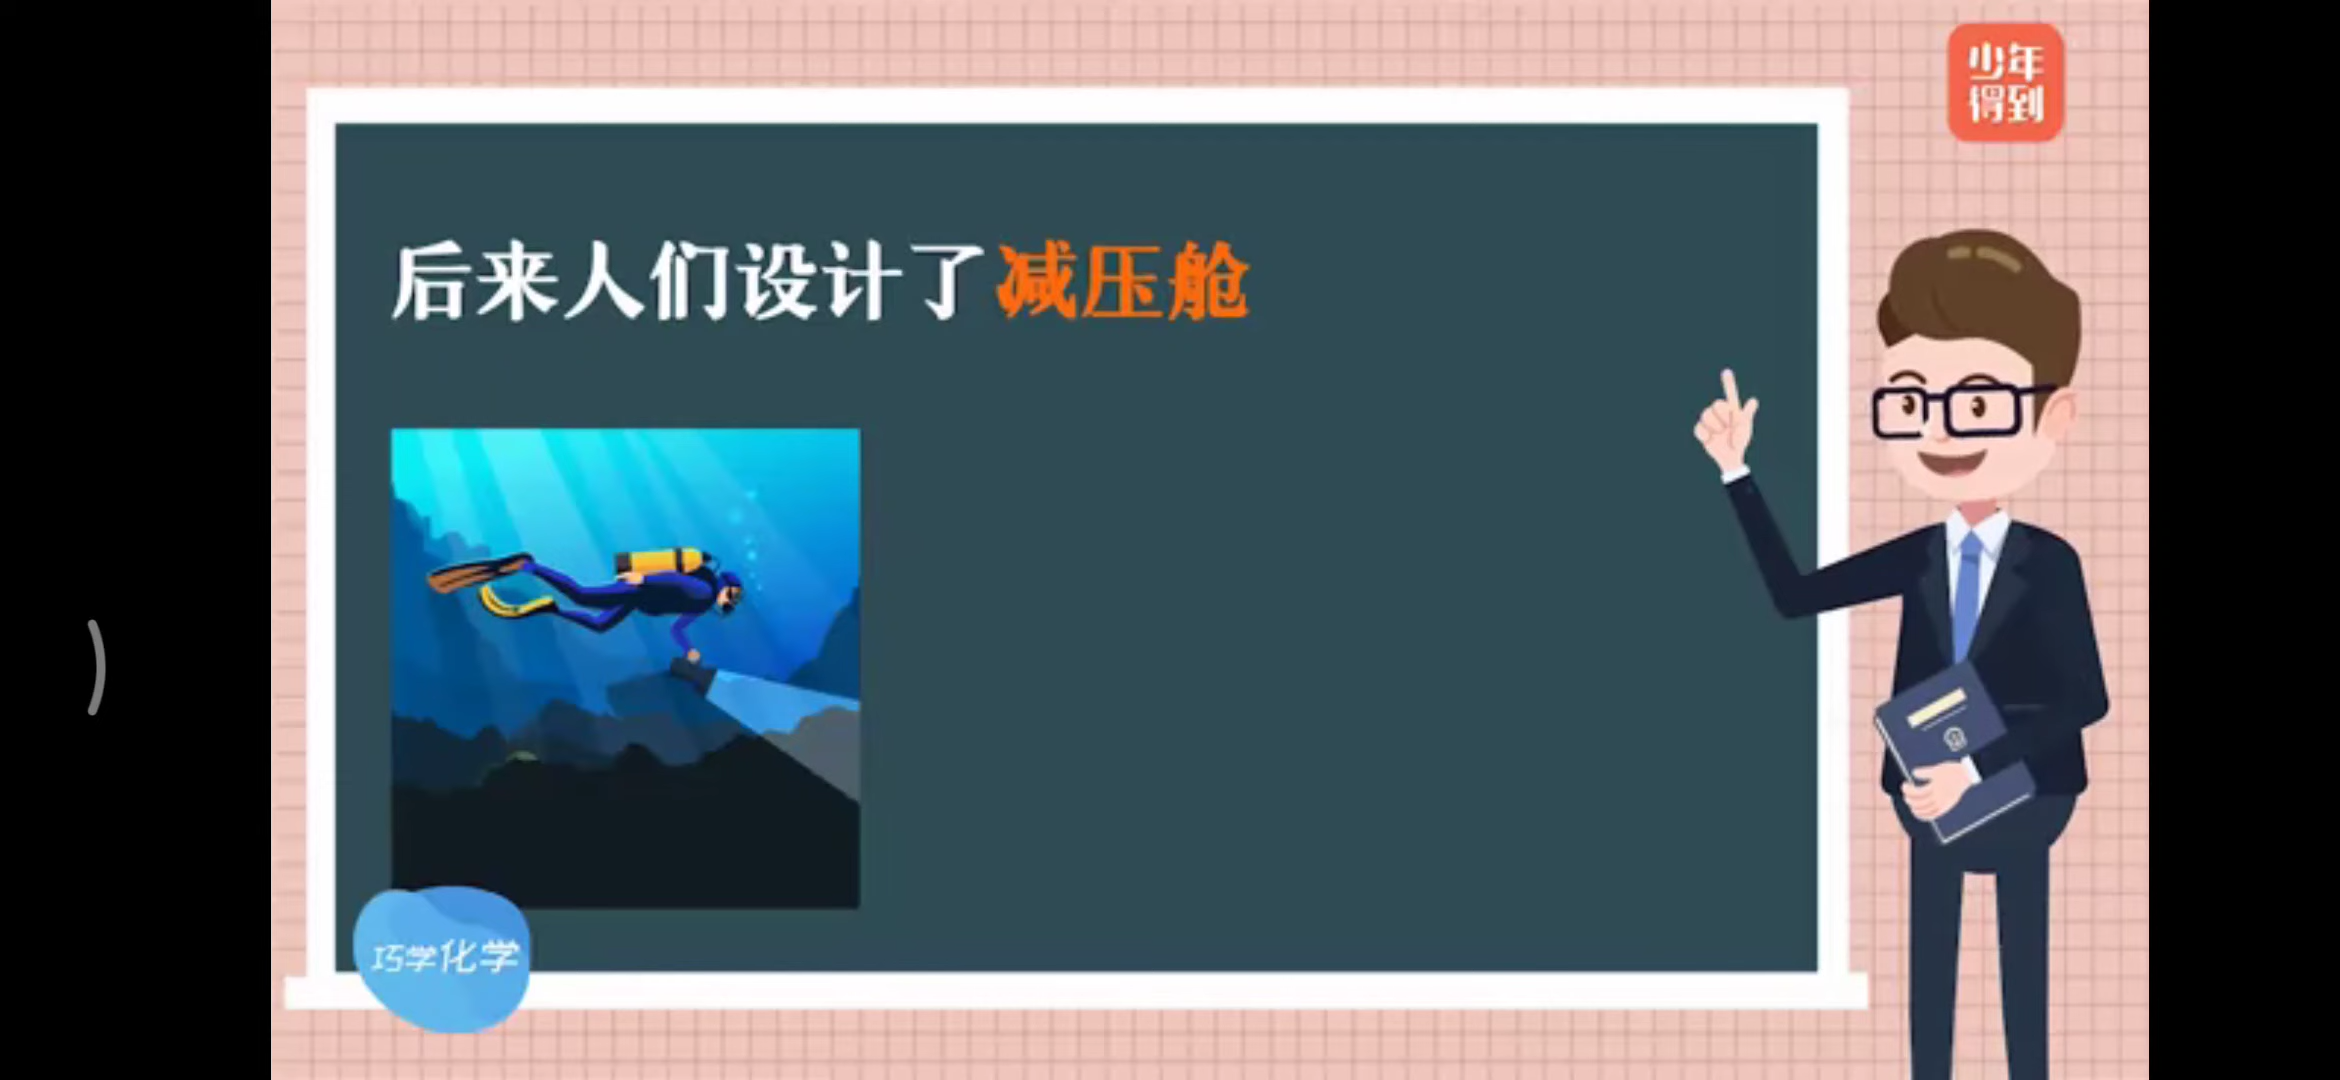 少年
得到
后来人们设计了减压舱
巧学化学